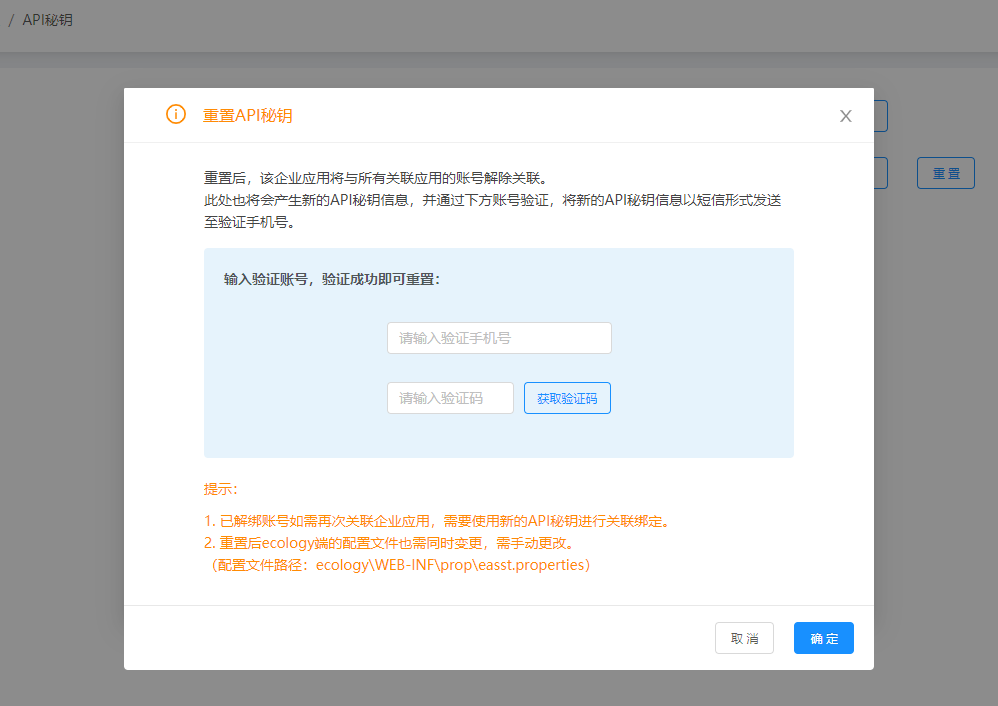 / API秘钥
重置API秘钥
X
重置后，该企业应用将与所有关联应用的账号解除关联。
此处也将会产生新的API秘钥信息，并通过下方账号验证，将新的API秘钥信息以短信形式发送
至验证手机号。
重 置
输入验证账号，验证成功即可重置：
请输入验证手机号
请输入验证码 获取验证码
提示：
1. 已解绑账号如需再次关联企业应用，需要使用新的API秘钥进行关联绑定。
2. 重置后ecology端的配置文件也需同时变更，需手动更改。
（配置文件路径：ecology\WEB-INF\prop\easst.properties）
取 消 确 定